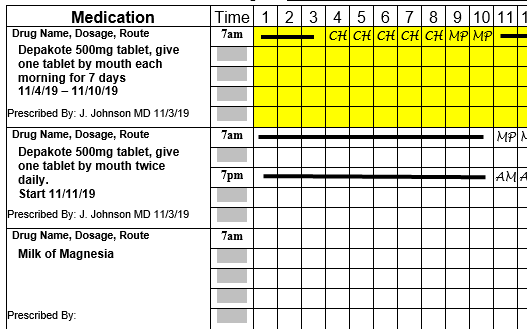 Medication Time 1 2 3 4 5 6 7 8 9 10 11 1
Drug Name, Dosage, Route 7am CH CH CH CH CH MP MP
Depakote 500mg tablet, give
one tablet by mouth each
morning for 7 days
11/4/19 – 11/10/19
Prescribed By: J. Johnson MD 11/3/19
Drug Name, Dosage, Route 7am MP M
Depakote 500mg tablet, give
one tablet by mouth twice 7pm AM A
daily.
Start 11/11/19
Prescribed By: J. Johnson MD 11/3/19
Drug Name, Dosage, Route 7am
Milk of Magnesia
Prescribed By: